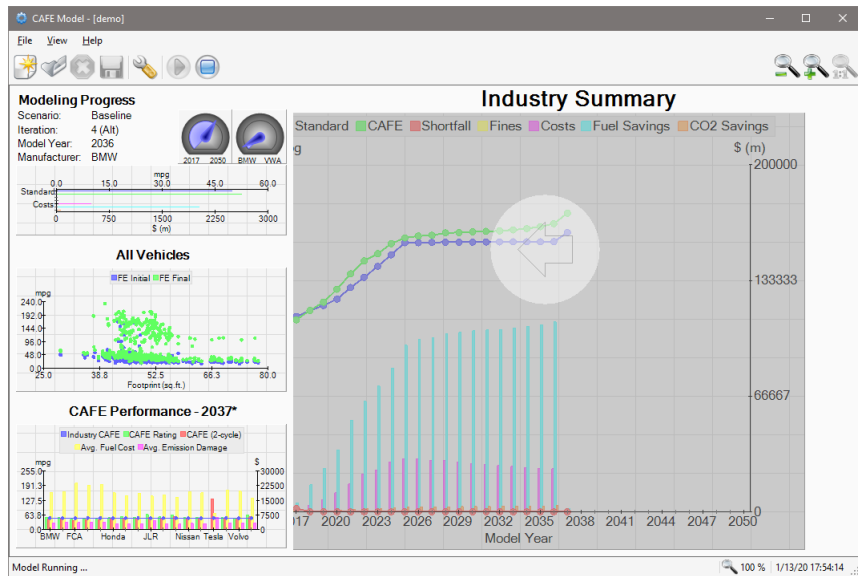 CAFE Model - [demo]
File View Help
Modeling Progress
Scenario: Baseline
Iteration: 4 (Alt)
Model Year: 2036
Manufacturer: BMW
2017 2050 BMW VWA
mpg
0.0 15.0 30.0 45.0 60.0
Standard
Costs
0 750 1500 2250 3000
$ (m)
All Vehicles
FE Initial FE Final
mpg
240.0
192.0
144.0
96.0
48.0
0.0
25.0 38.8 52.5 66.3 80.0
Footprint (sq.ft.)
CAFE Performance - 2037*
Industry CAFE CAFE Rating CAFE (2-cycle)
Avg. Fuel Cost Avg. Emission Damage
mpg $
255.0 30000
191.3 22500
127.5 15000
63.8 7500
0.0 0
BMW FCA Honda JLR Nissan Tesla Volvo
Industry Summary
Standard CAFE Shortfall Fines Costs Fuel Savings CO2 Savings
g $ (m)
200000
133333
66667
0
17 2020 2023 2026 2029 2032 2035 2038 2041 2044 2047 2050
Model Year
Model Running ... 100 % 1/13/20 17:54:14